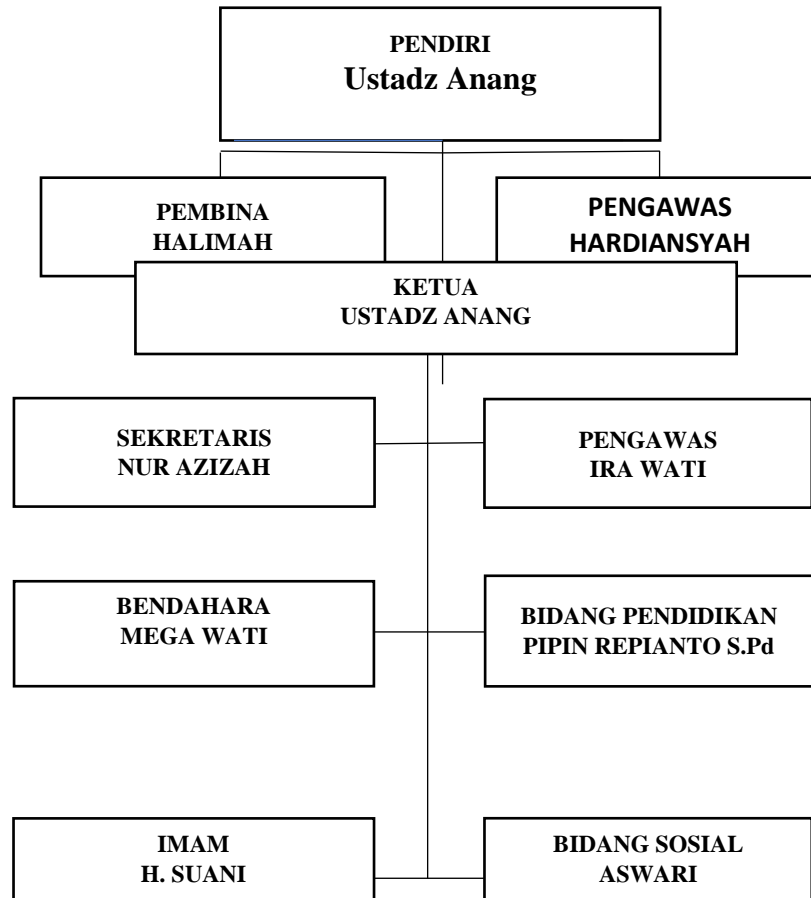 PENDIRI
Ustadz Anang
PEMBINA
HALIMAH
PENGAWAS
HARDIANSYAH
KETUA
USTADZ ANANG
SEKRETARIS
NUR AZIZAH
PENGAWAS
IRA WATI
BENDAHARA
MEGA WATI
BIDANG PENDIDIKAN
PIPIN REPIANTO S.Pd
IMAM
H. SUANI
BIDANG SOSIAL
ASWARI